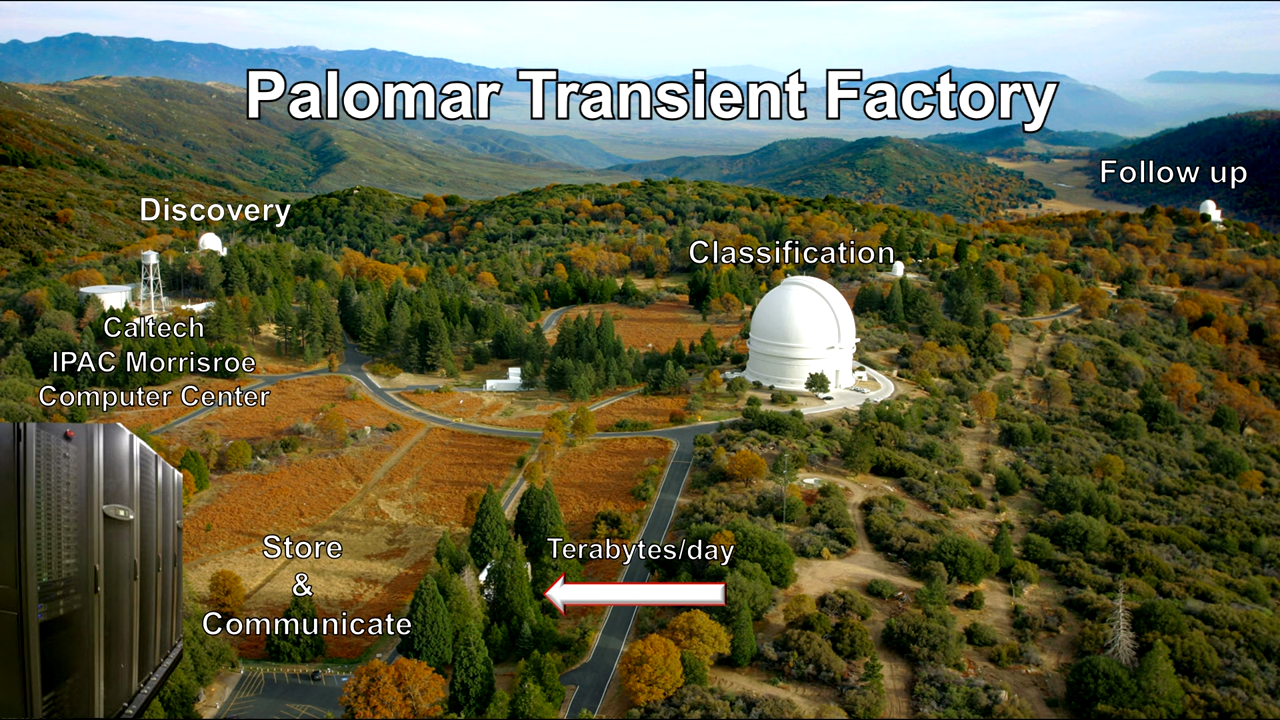 Palomar Transient Factory
Follow up
Discovery
Classification
Caltech
IPAC Morrisroe
Computer Center
Store
&
Communicate
Terabytes/day